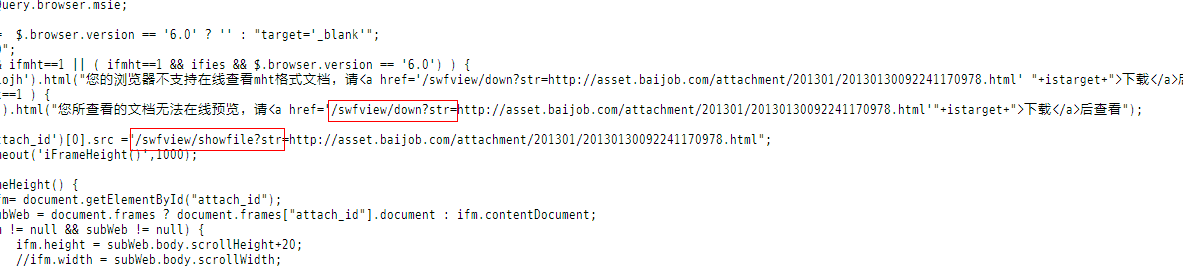 Query.browser.msie;
= $.browser.version == '6.0' ? '' : "target='_blank'";
0";
& ifmht==1 || ( ifmht==1 && ifies && $.browser.version == '6.0') ) {
ojh').html("您的浏览器不支持在线查看mht格式文档，请<a href='/swfview/down?str=http://asset.baijob.com/attachment/201301/20130130092241170978.html' "+istarget+">下载</a>后
t==1 ) {
').html("您所查看的文档无法在线预览，请<a href='/swfview/down?str=http://asset.baijob.com/attachment/201301/20130130092241170978.html'"+istarget+">下载</a>后查看");
ttach_id')[0].src ='/swfview/showfile?str=http://asset.baijob.com/attachment/201301/20130130092241170978.html";
meout('iFrameHeight()',1000);
meHeight() {
fm= document.getElementById("attach_id");
ubWeb = document.frames ? document.frames["attach_id"].document : ifm.contentDocument;
m != null && subWeb != null) {
ifm.height = subWeb.body.scrollHeight+20;
//ifm.width = subWeb.body.scrollWidth;